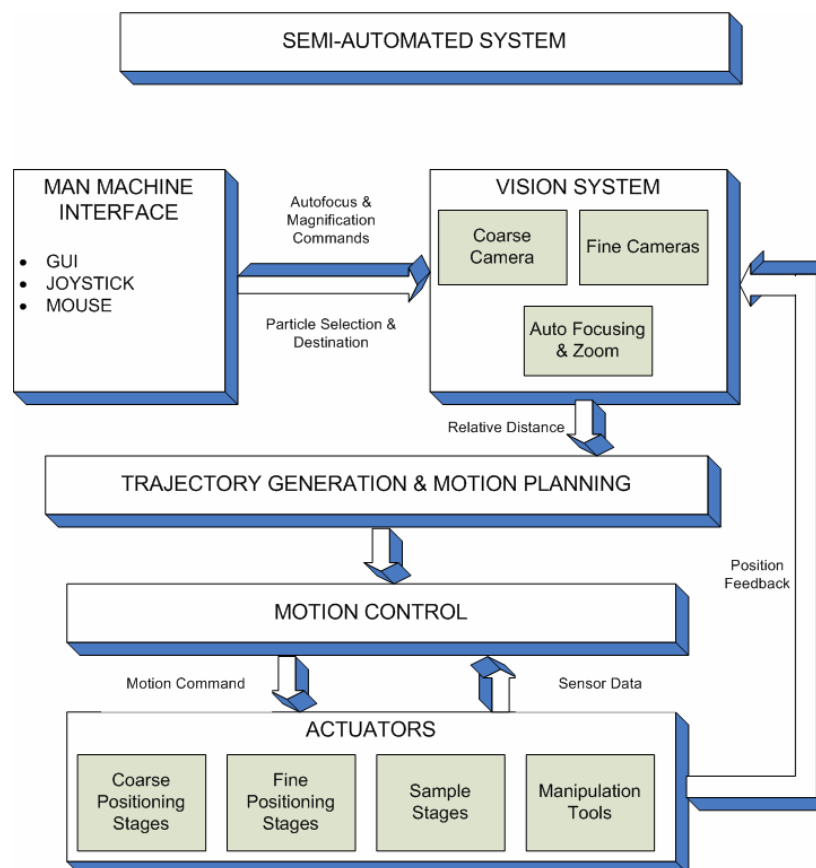 SEMI-AUTOMATED SYSTEM
MAN MACHINE
INTERFACE
• GUI
• JOYSTICK
• MOUSE
Autofocus &
Magnification
Commands
Particle Selection &
Destination
VISION SYSTEM
Coarse
Camera
Fine Cameras
Auto Focusing
& Zoom
Relative Distance
TRAJECTORY GENERATION & MOTION PLANNING
Position
Feedback
MOTION CONTROL
Motion Command
Sensor Data
ACTUATORS
Coarse
Positioning
Stages
Fine
Positioning
Stages
Sample
Stages
Manipulation
Tools